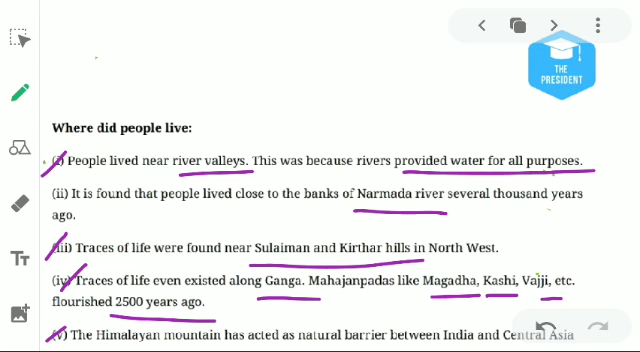 THE
PRESIDENT
Where did people live:
(i) People lived near river valleys. This was because rivers provided water for all purposes.
(ii) It is found that people lived close to the banks of Narmada river several thousand years
ago.
(iii) Traces of life were found near Sulaiman and Kirthar hills in North West.
(iv) Traces of life even existed along Ganga. Mahajanpadas like Magadha, Kashi, Vajji, etc.
flourished 2500 years ago.
(v) The Himalayan mountain has acted as natural barrier between India and Central Asia
Tt